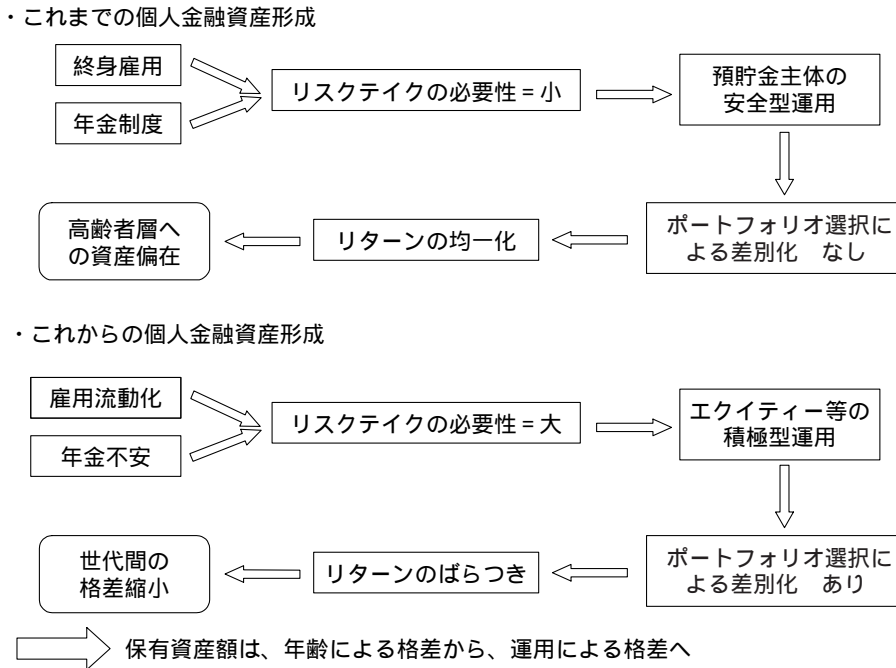 ・これまでの個人金融資産形成
終身雇用
年金制度
リスクテイクの必要性=小
預貯金主体の
安全型運用
ポートフォリオ選択に
よる差別化 なし
リターンの均一化
高齢者層へ
の資産偏在
・これからの個人金融資産形成
雇用流動化
年金不安
リスクテイクの必要性=大
エクイティー等の
積極型運用
ポートフォリオ選択に
よる差別化 あり
リターンのばらつき
世代間の
格差縮小
保有資産額は、年齢による格差から、運用による格差へ